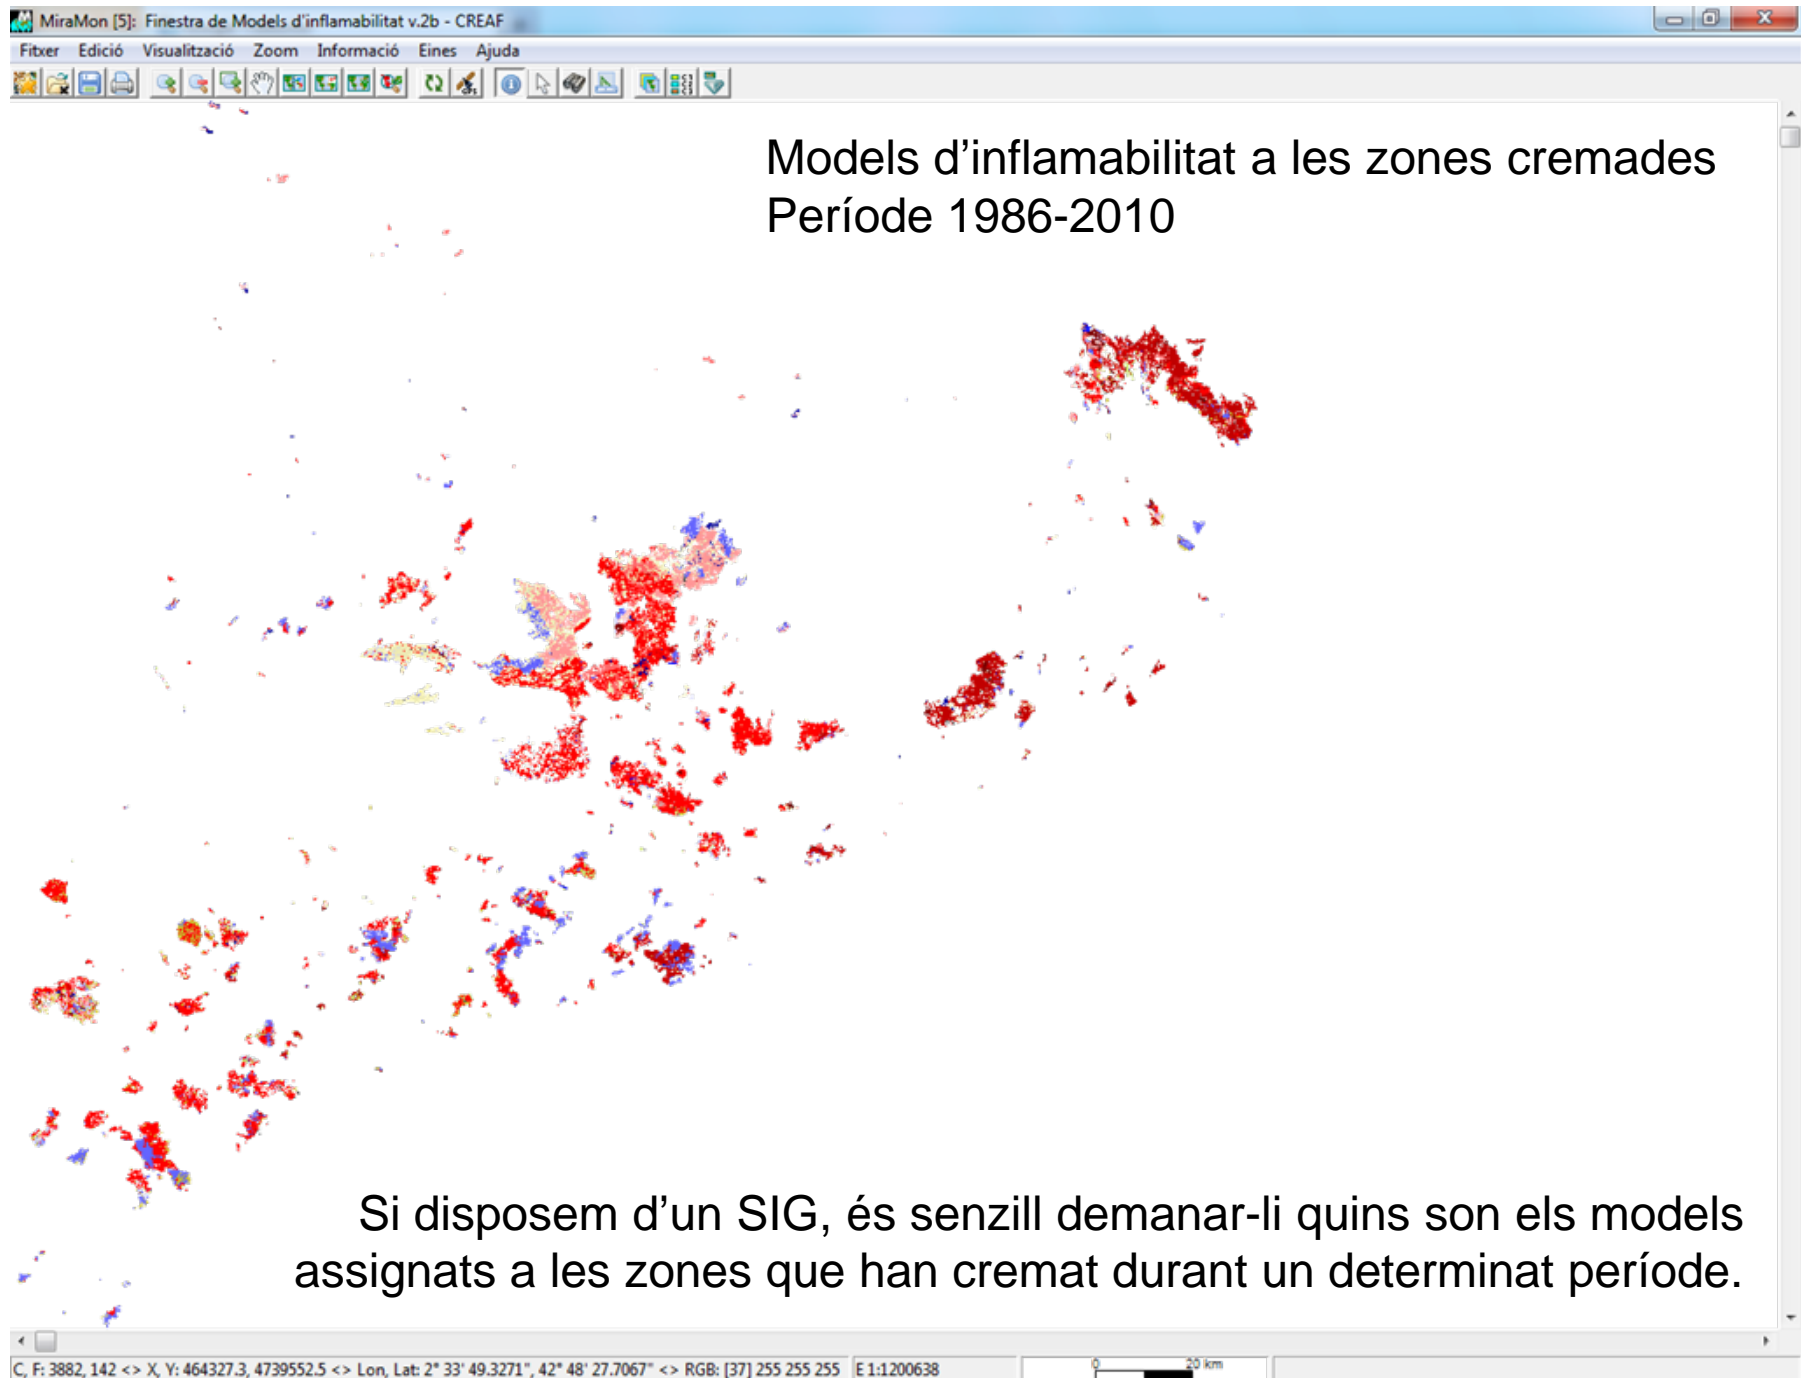 MiraMon [5]: Finestra de Models d'inflamabilitat v.2b - CREAF
Fitxer Edició Visualització Zoom Informació Eines Ajuda
Models d’inflamabilitat a les zones cremades
Període 1986-2010
Si disposem d’un SIG, és senzill demanar-li quins son els models
assignats a les zones que han cremat durant un determinat període.
C, F: 3882, 142 <> X, Y: 464327.3, 4739552.5 <> Lon, Lat: 2° 33' 49.3271", 42° 48' 27.7067" <> RGB: [37] 255 255 255 E 1:1200638 0 20 km